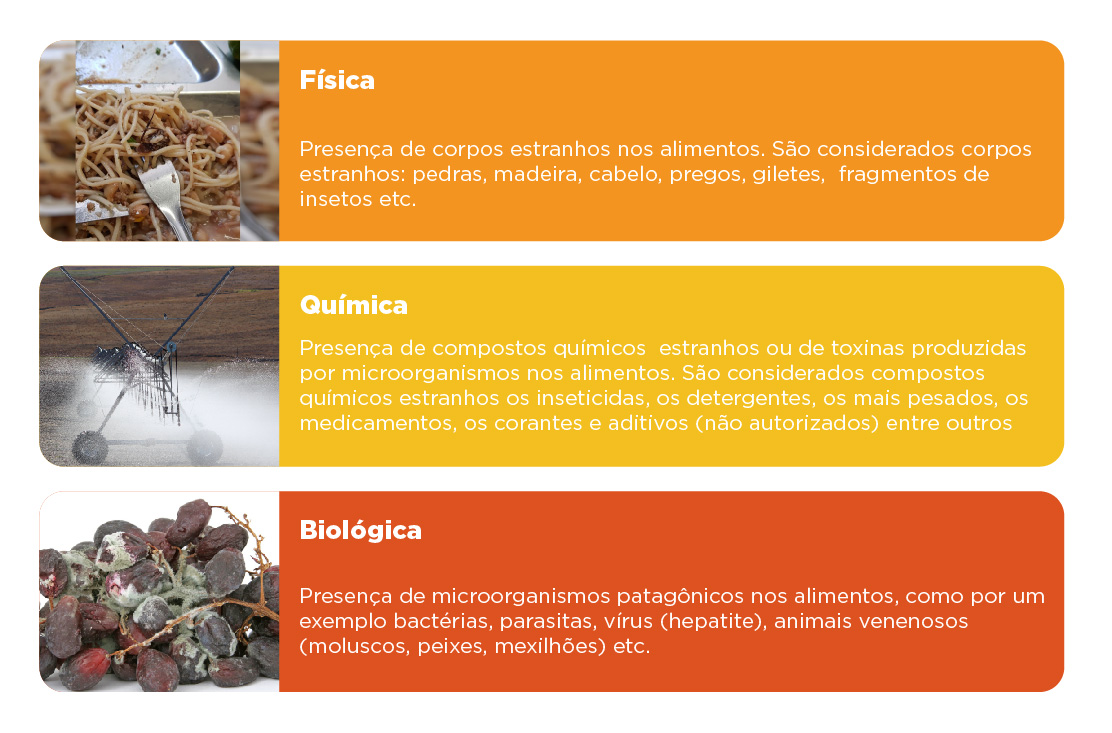 Física
Presença de corpos estranhos nos alimentos. São considerados corpos
estranhos: pedras, madeira, cabelo, pregos, giletes,  fragmentos de
insetos etc.
Química
Presença de compostos químicos  estranhos ou de toxinas produzidas
por microorganismos nos alimentos. São considerados compostos
químicos estranhos os inseticidas, os detergentes, os mais pesados, os
medicamentos, os corantes e aditivos (não autorizados) entre outros
Biológica
Presença de microorganismos patagônicos nos alimentos, como por um
exemplo bactérias, parasitas, vírus (hepatite), animais venenosos
(moluscos, peixes, mexilhões) etc.